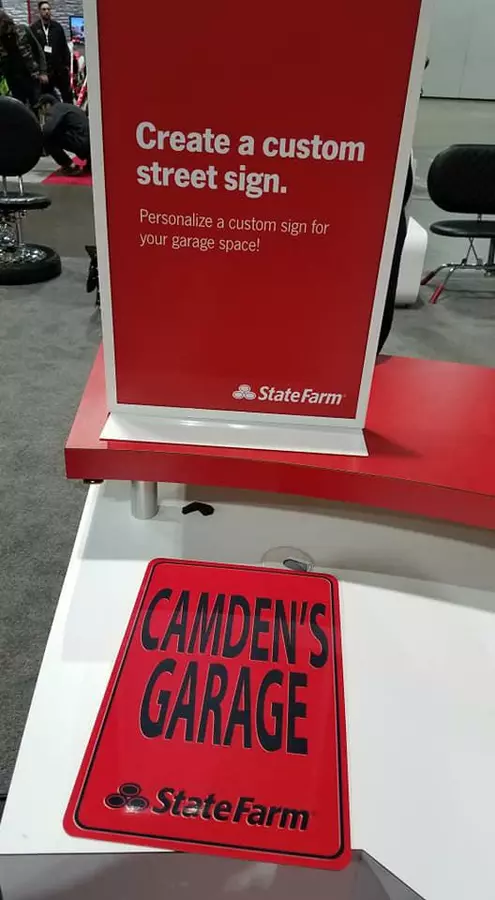 Create a custom
street sign.
Personalize a custom sign for
your garage space!
StateFarm
CAMDEN'S
GARAGE
StateFarm